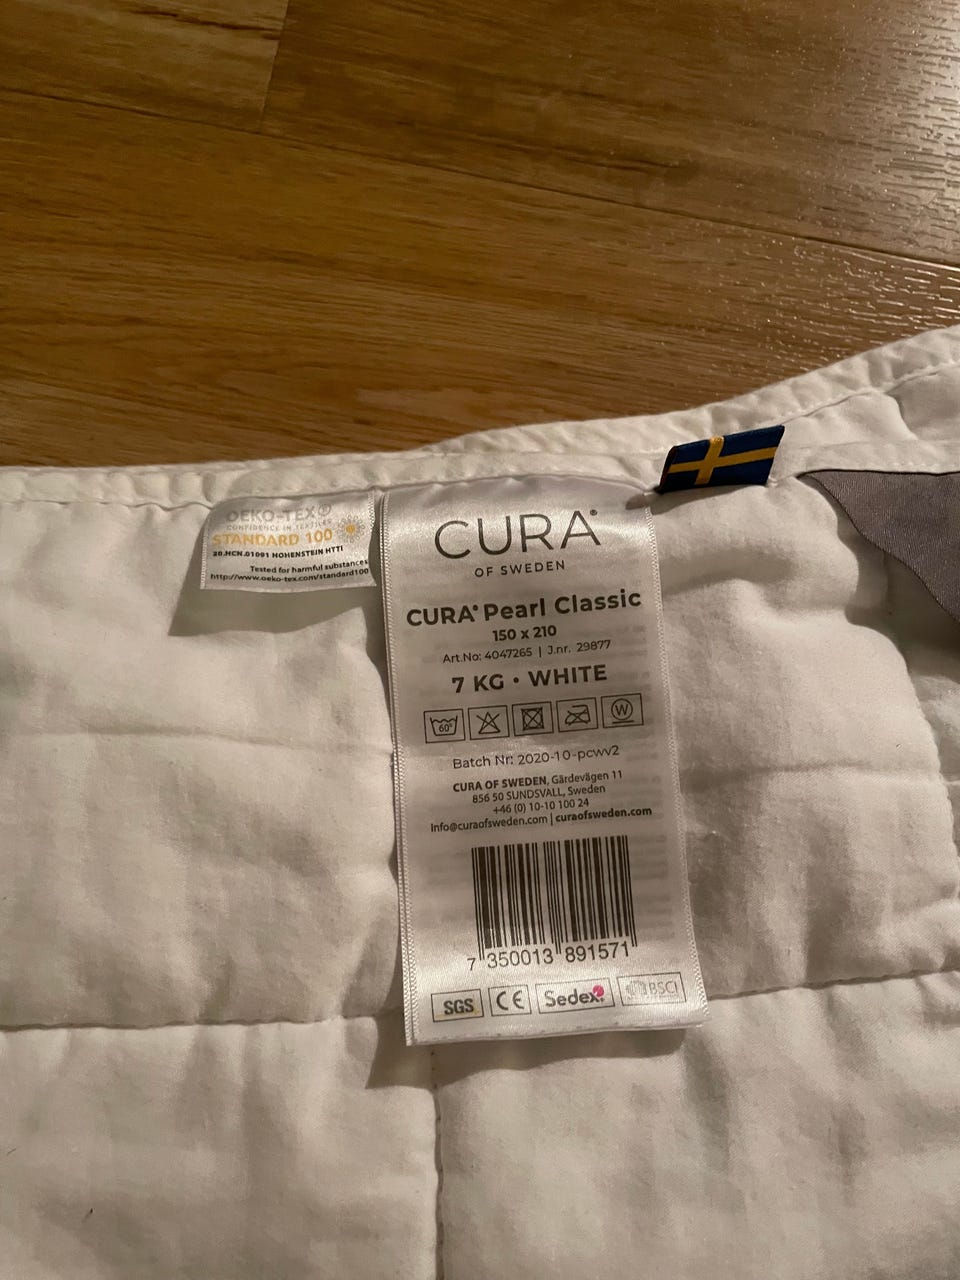 OEKO-TEX®
CONFIDENCE IN TEXTILES
STANDARD 100
20.HCN.01091 HOHENSTEIN HTTI
Tested for harmful substances
http://www.oeko-tex.com/standard100
CURA®
OF SWEDEN
CURA® Pearl Classic
150 x 210
Art.No: 4047265 | J.nr. 29877
7 KG • WHITE
60°
W
Batch Nr: 2020-10-pcwv2
CURA OF SWEDEN, Gärdevägen 11
856 50 SUNDSVALL, Sweden
+46 (0) 10-10 100 24
Info@curaofsweden.com | curaofsweden.com
7 350013 891571
SGS CE Sedex BSCI